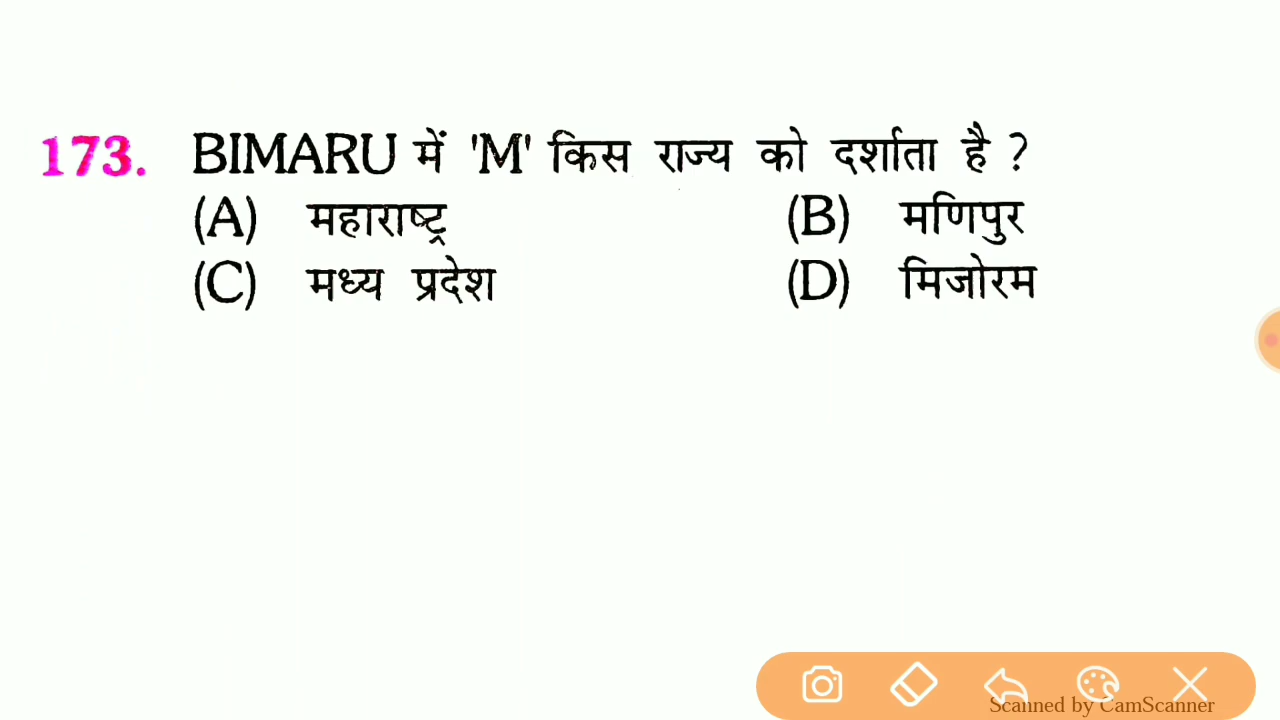 173. BIMARU में 'M' किस राज्य को दर्शाता है ?
(A) महाराष्ट्र (B) मणिपुर
(C) मध्य प्रदेश (D) मिजोरम
Scanned by CamScanner